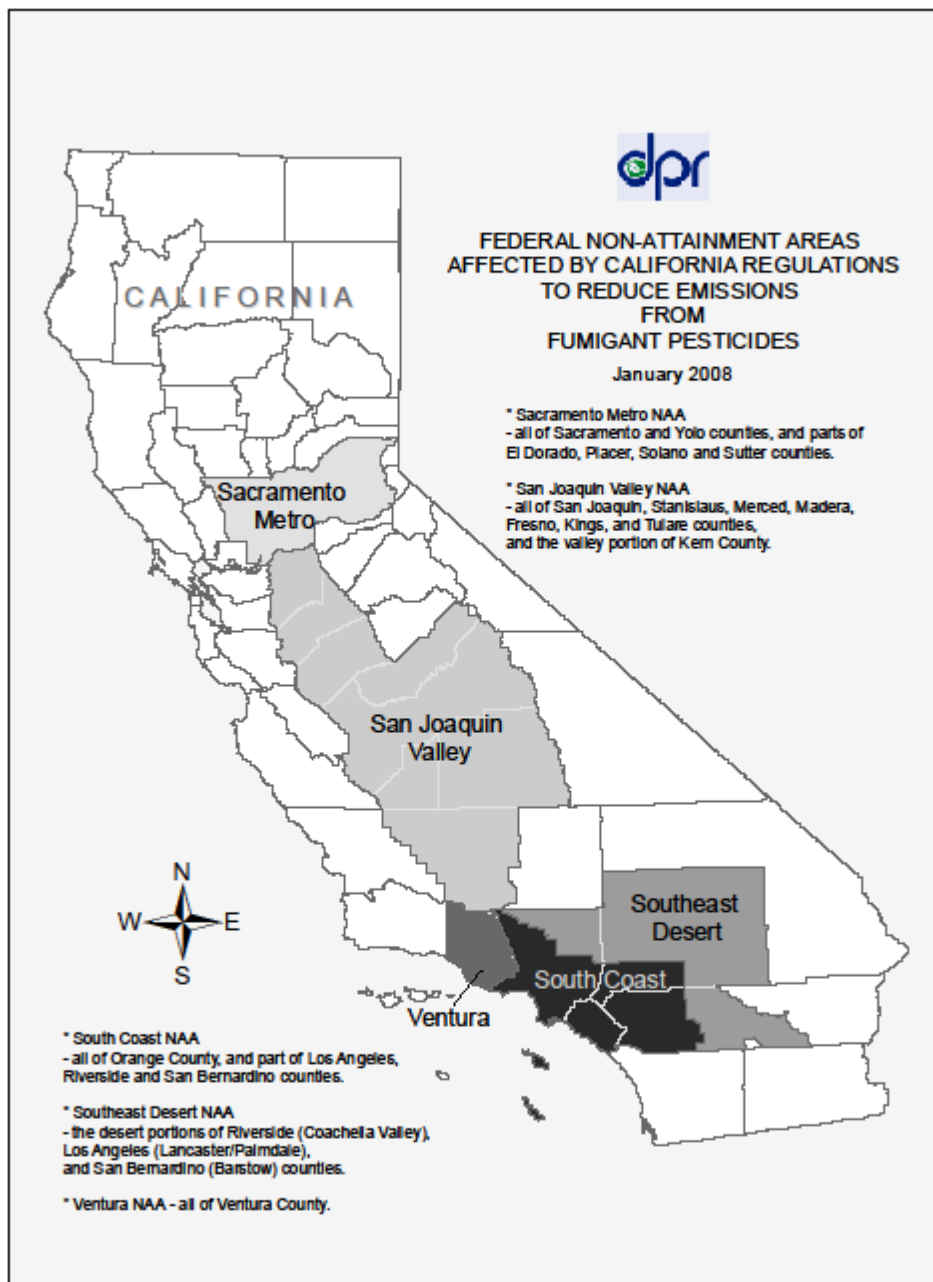 dpr
FEDERAL NON-ATTAINMENT AREAS
AFFECTED BY CALIFORNIA REGULATIONS
TO REDUCE EMISSIONS
FROM
FUMIGANT PESTICIDES
January 2008
* Sacramento Metro NAA
- all of Sacramento and Yolo counties, and parts of
El Dorado, Placer, Solano and Sutter counties.
* San Joaquin Valley NAA
- all of San Joaquin, Stanislaus, Merced, Madera,
Fresno, Kings, and Tulare counties,
and the valley portion of Kern County.
CALIFORNIA
Sacramento
Metro
San Joaquin
Valley
Southeast
Desert
South Coast
Ventura
N
W E
S
* South Coast NAA
- all of Orange County, and part of Los Angeles,
Riverside and San Bernardino counties.
* Southeast Desert NAA
- the desert portions of Riverside (Coachella Valley),
Los Angeles (Lancaster/Palmdale),
and San Bernardino (Barstow) counties.
* Ventura NAA - all of Ventura County.